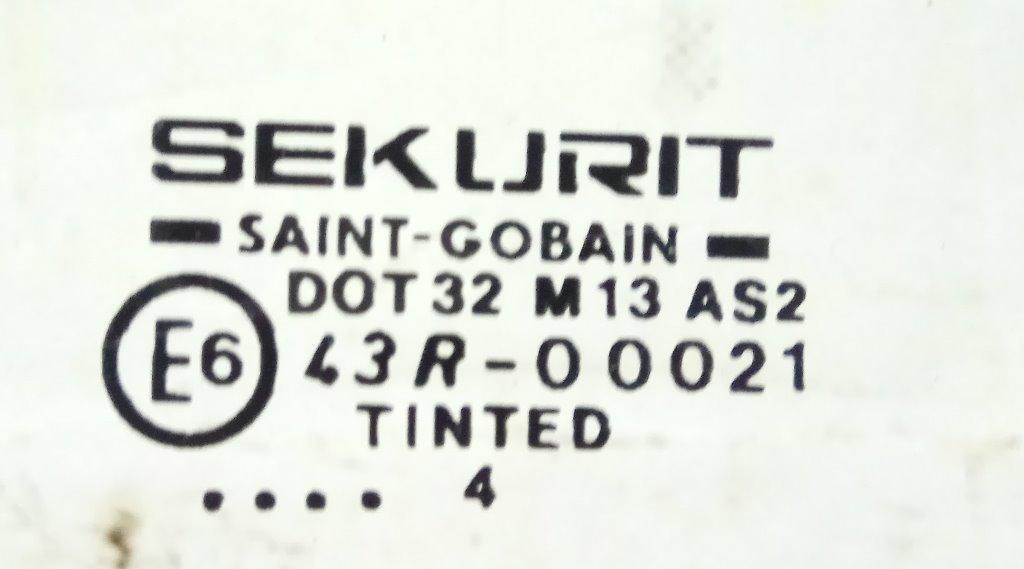 SEKURIT
SAINT-GOBAIN
DOT 32 M13 AS2
E6 43R-00021
TINTED
.... 4